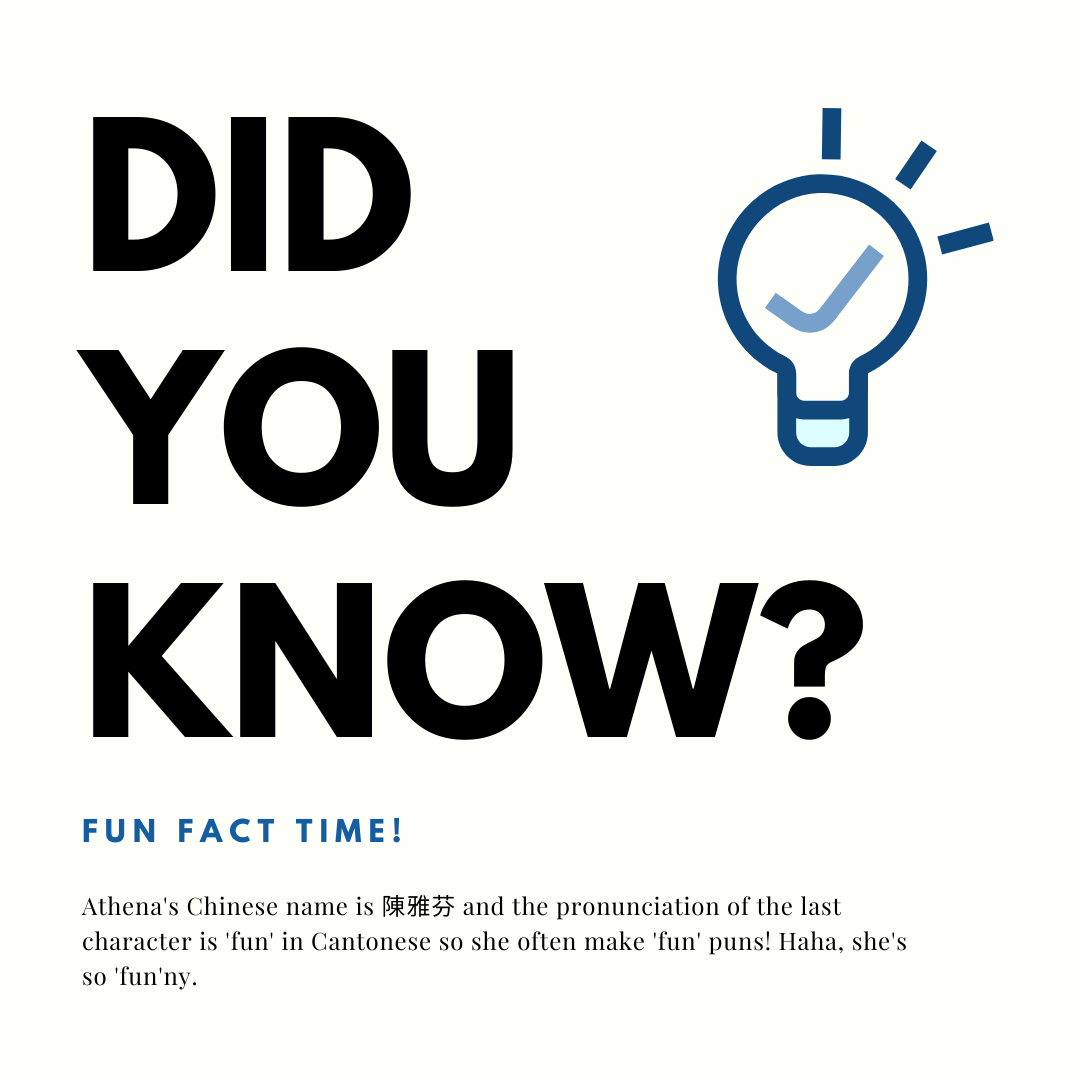 DID
YOU
KNOW?
FUN FACT TIME!
Athena's Chinese name is 陳雅芬 and the pronunciation of the last
character is 'fun' in Cantonese so she often make 'fun' puns! Haha, she's
so 'fun'ny.